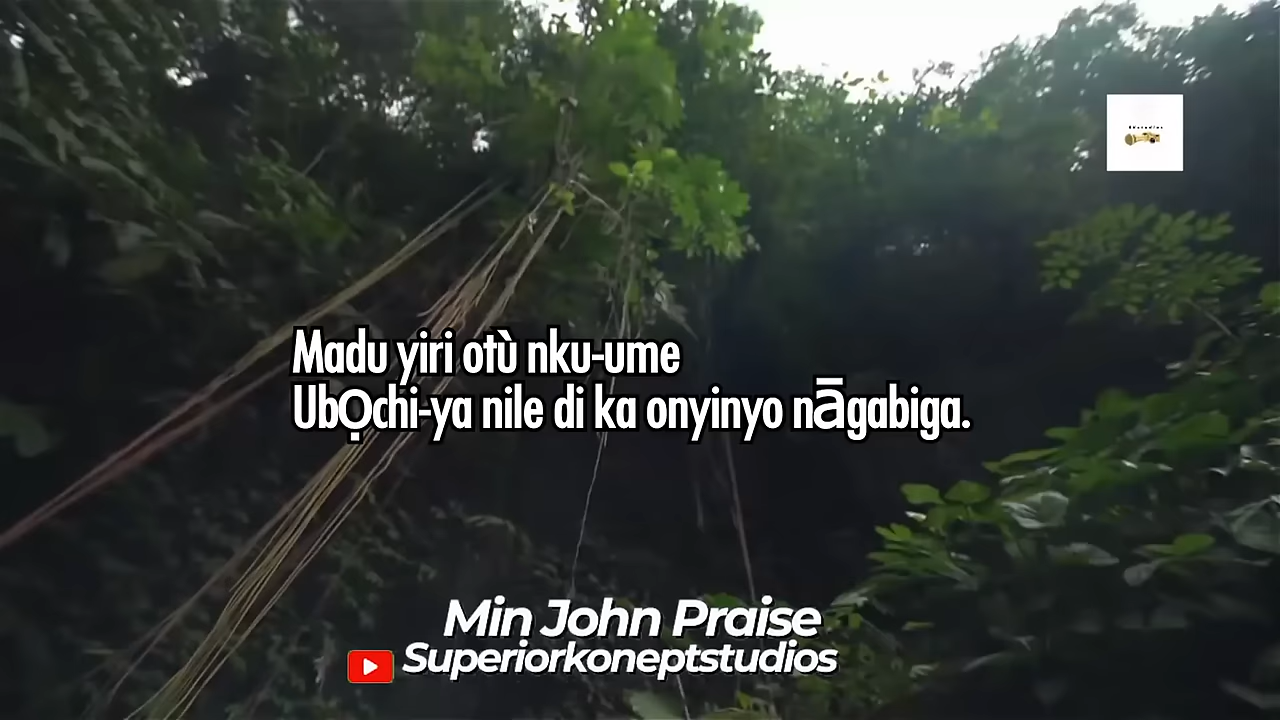 Madu yiri otù nku-ume
Ubọchi-ya nile di ka onyinyo nāgabiga.
Min John Praise
Superiorkoneptstudios